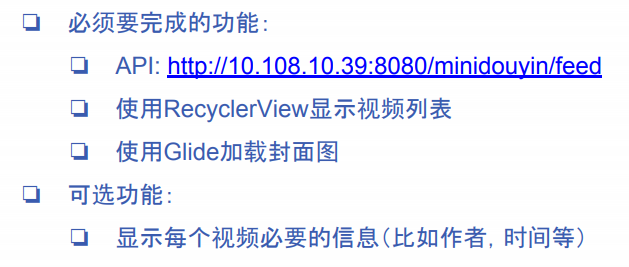 必须要完成的功能：
API: http://10.108.10.39:8080/minidouyin/feed
使用RecyclerView显示视频列表
使用Glide加载封面图
可选功能：
显示每个视频必要的信息（比如作者，时间等）